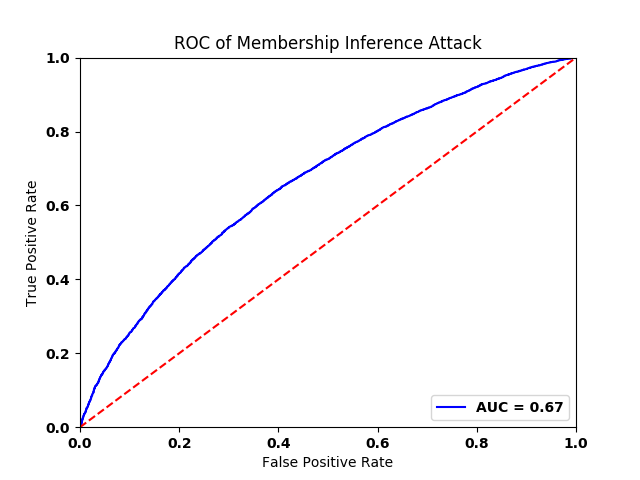 ROC of Membership Inference Attack
True Positive Rate
1.0
0.8
0.6
0.4
0.2
0.0
AUC = 0.67
0.0 0.2 0.4 0.6 0.8 1.0
False Positive Rate